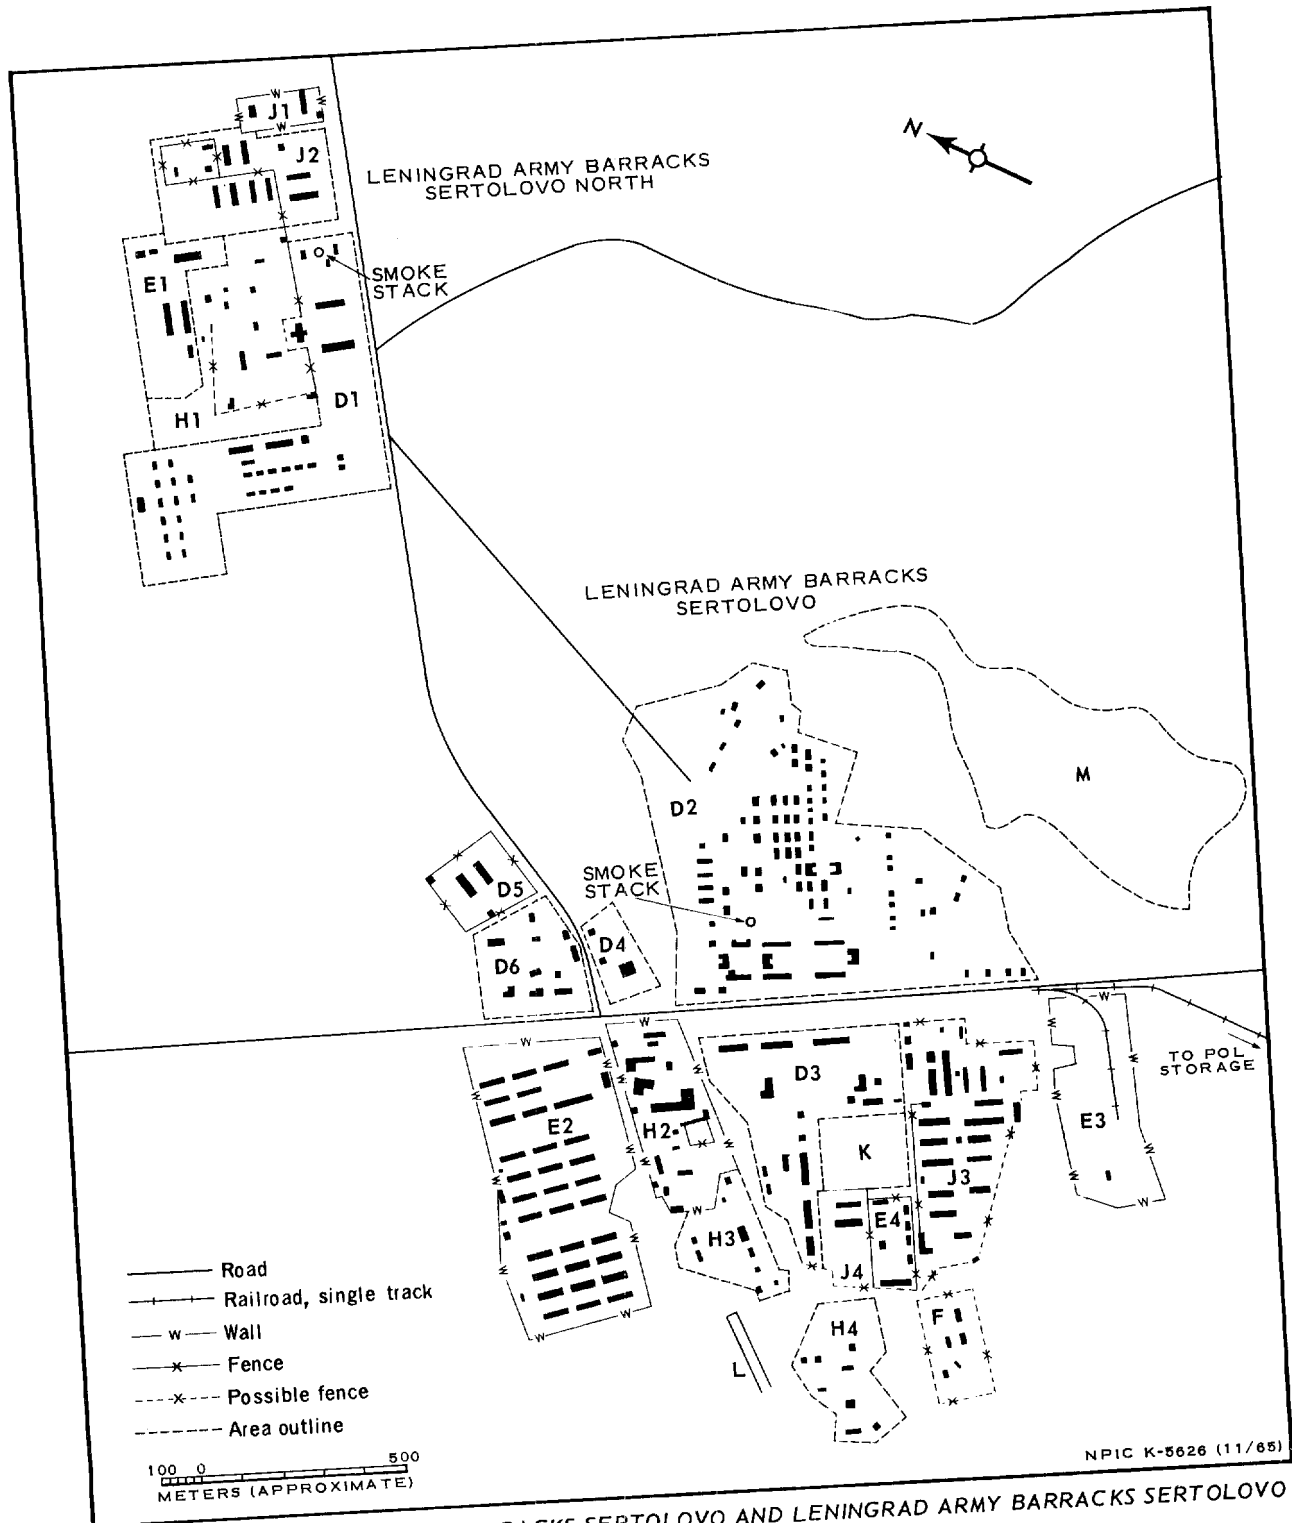 J1
J2
LENINGRAD ARMY BARRACKS
SERTOLOVO NORTH
N
E1
SMOKE
STACK
H1
D1
LENINGRAD ARMY BARRACKS
SERTOLOVO
M
D2
SMOKE
STACK
D5
D4
D6
TO POL
STORAGE
D3
E2
H2
K
E3
J3
E4
H3
J4
H4
F
L
Road
Railroad, single track
W Wall
Fence
Possible fence
Area outline
100 0 500
METERS (APPROXIMATE)
NPIC K-5626 (11/65)
SERTOLOVO AND LENINGRAD ARMY BARRACKS SERTOLOVO